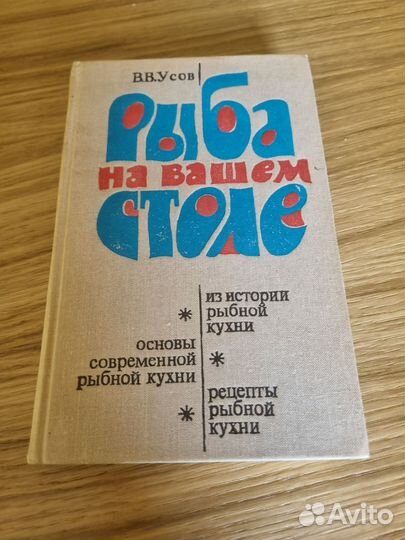 В.В.Усов
Рыба
на вашем
столе
из истории
рыбной
кухни
основы
современной
рыбной кухни
рецепты
рыбной
кухни
Avito